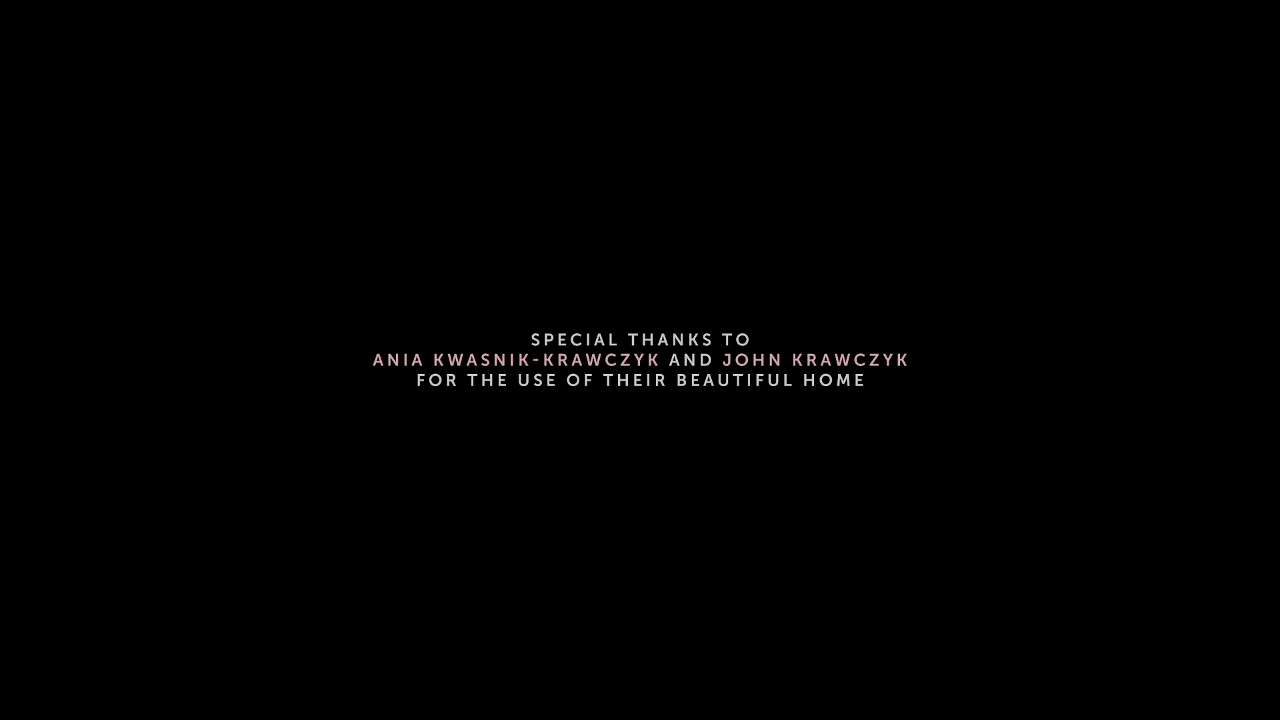 SPECIAL THANKS TO
ANIA KWASNIK-KRAWCZYK AND JOHN KRAWCZYK
FOR THE USE OF THEIR BEAUTIFUL HOME